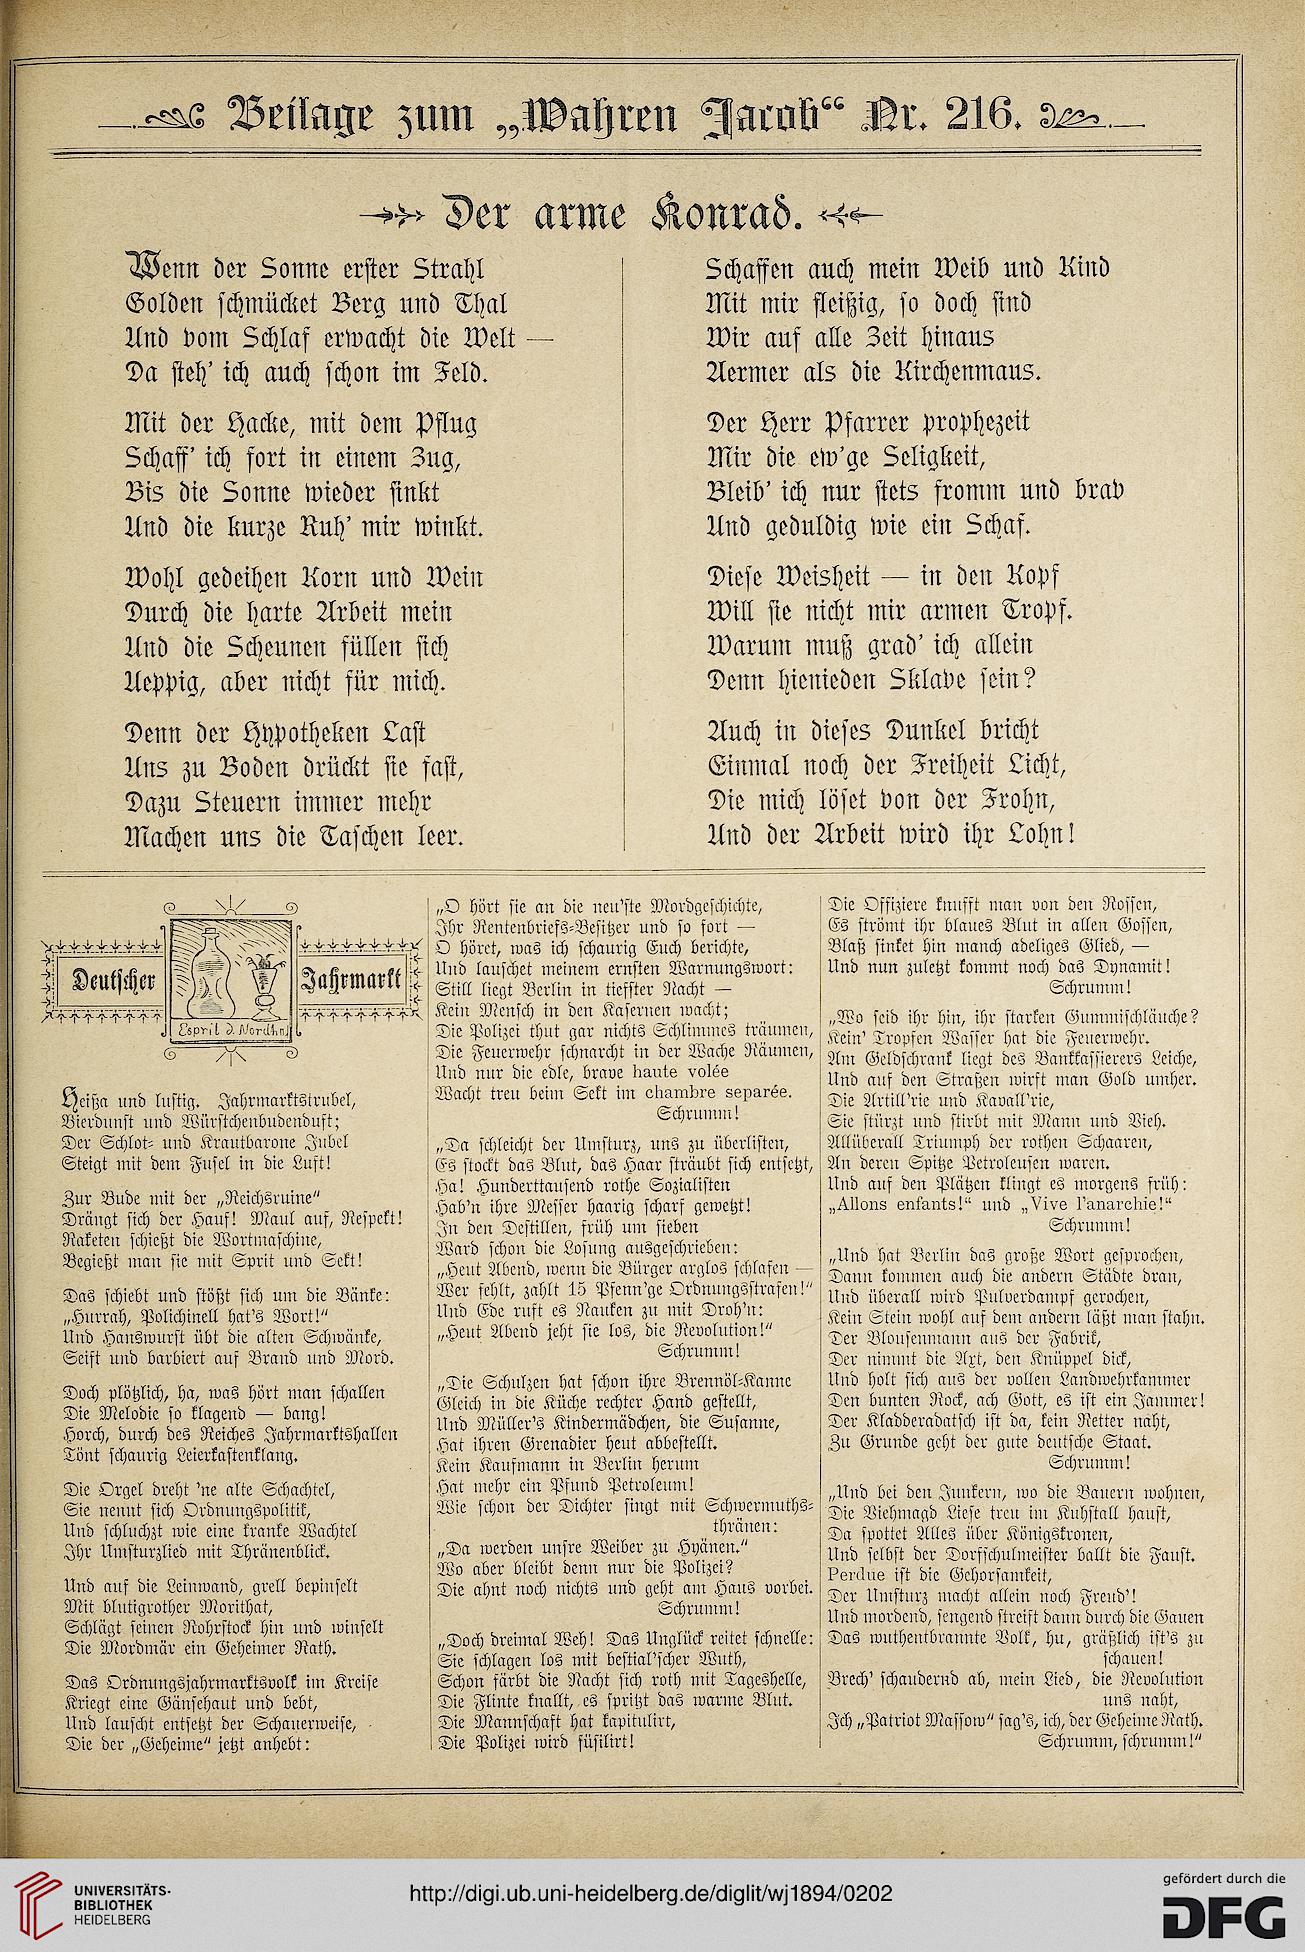 Beilage zum „Wahren Jacob“ Nr. 216.
Der arme Konrad.
Wenn der Sonne erster Strahl
Golden schmücket Berg und Thal
Und vom Schlaf erwacht die Welt —
Da steh’ ich auch schon im Feld.
Mit der Hacke, mit dem Pflug
Schaff’ ich fort in einem Zug,
Bis die Sonne wieder sinkt
Und die kurze Ruh’ mir winkt.
Wohl gedeihen Korn und Wein
Durch die harte Arbeit mein
Und die Scheunen füllen sich
Ueppig, aber nicht für mich.
Denn der Hypotheken Last
Uns zu Boden drückt sie fast,
Dazu Steuern immer mehr
Machen uns die Taschen leer.
Schaffen auch mein Weib und Kind
Mit mir fleißig, so doch sind
Wir auf alle Zeit hinaus
Aermer als die Kirchenmaus.
Der Herr Pfarrer prophezeit
Mir die ew’ge Seligkeit,
Bleib’ ich nur stets fromm und brav
Und geduldig wie ein Schaf.
Diese Weisheit — in den Kopf
Will sie nicht mir armen Tropf.
Warum muß grad’ ich allein
Denn hienieden Sklave sein?
Auch in dieses Dunkel bricht
Einmal noch der Freiheit Licht,
Die mich löset von der Frohn,
Und der Arbeit wird ihr Lohn!
Deutscher Jahrmarkt
Esprit d. Nordhn
Heißa und lustig. Jahrmarktstrubel,
Bierdunst und Würstchenbudenduft;
Der Schlot- und Krautbarone Jubel
Steigt mit dem Fusel in die Luft!
Zur Bude mit der „Reichsruine“
Drängt sich der Hauf! Maul auf, Respekt!
Raketen schießt die Wortmaschine,
Begießt man sie mit Sprit und Sekt!
Das schiebt und stößt sich um die Bänke:
„Hurrah, Polichinell hat’s Wort!“
Und Hanswurst übt die alten Schwänke,
Seift und barbiert auf Brand und Mord.
Doch plötzlich, ha, was hört man schallen
Die Melodie so klagend — bang!
Horch, durch des Reiches Jahrmarktshallen
Tönt schaurig Leierkastenklang.
Die Orgel dreht ’ne alte Schachtel,
Sie nennt sich Ordnungspolitik,
Und schluchzt wie eine kranke Wachtel
Ihr Umsturzlied mit Thränenblick.
Und auf die Leinwand, grell bepinselt
Mit blutigrother Morithat,
Schlägt seinen Rohrstock hin und winselt
Die Mordmär ein Geheimer Rath.
Das Ordnungsjahrmarktsvolk im Kreise
Kriegt eine Gänsehaut und bebt,
Und lauscht entsetzt der Schauerweise,
Die der „Geheime“ jetzt anhebt:
„O hört sie an die neu’ste Mordgeschichte,
Ihr Rentenbriefs-Besitzer und so fort —
O höret, was ich schaurig Euch berichte,
Und lauschet meinem ernsten Warnungswort:
Still liegt Berlin in tiefster Nacht —
Kein Mensch in den Kasernen wacht;
Die Polizei thut gar nichts Schlimmes träumen,
Die Feuerwehr schnarcht in der Wache Räumen,
Und nur die edle, brave haute volée
Wacht treu beim Sekt im chambre separée.
Schrumm!
„Da schleicht der Umsturz, uns zu überlisten,
Es stockt das Blut, das Haar sträubt sich entsetzt,
Ha! Hunderttausend rothe Sozialisten
Hab’n ihre Messer haarig scharf gewetzt!
In den Destillen, früh um sieben
Ward schon die Losung ausgeschrieben:
„Heut Abend, wenn die Bürger arglos schlafen —
Wer fehlt, zahlt 15 Pfenn’ge Ordnungsstrafen!“
Und Ede ruft es Nauken zu mit Droh’n:
„Heut Abend jeht sie los, die Revolution!“
Schrumm!
„Die Schulzen hat schon ihre Brennöl-Kanne
Gleich in die Küche rechter Hand gestellt,
Und Müller’s Kindermädchen, die Susanne,
Hat ihren Grenadier heut abbestellt.
Kein Kaufmann in Berlin herum
Hat mehr ein Pfund Petroleum!
Wie schon der Dichter singt mit Schwermuths-
thränen:
„Da werden unsre Weiber zu Hyänen.“
Wo aber bleibt denn nur die Polizei?
Die ahnt noch nichts und geht am Haus vorbei.
Schrumm!
„Doch dreimal Weh! Das Unglück reitet schnelle:
Sie schlagen los mit bestial’scher Wuth,
Schon färbt die Nacht sich roth mit Tageshelle,
Die Flinte knallt, es spritzt das warme Blut.
Die Mannschaft hat kapitulirt,
Die Polizei wird füsilirt!
Die Offiziere knufft man von den Rossen,
Es strömt ihr blaues Blut in allen Gossen,
Blaß sinket hin manch adeliges Glied, —
Und nun zuletzt kommt noch das Dynamit!
Schrumm!
„Wo seid ihr hin, ihr starken Gummischläuche?
Kein’ Tropfen Wasser hat die Feuerwehr.
Am Geldschrank liegt des Bankkassierers Leiche,
Und auf den Straßen wirft man Gold umher.
Die Artill’rie und Kavall’rie,
Sie stürzt und stirbt mit Mann und Vieh.
Allüberall Triumph der rothen Schaaren,
An deren Spitze Petroleusen waren.
Und auf den Plätzen klingt es morgens früh:
„Allons enfants!“ und „Vive l’anarchie!“
Schrumm!
„Und hat Berlin das große Wort gesprochen,
Dann kommen auch die andern Städte dran,
Und überall wird Pulverdampf gerochen,
Kein Stein wohl auf dem andern läßt man stahn.
Der Blousenmann aus der Fabrik,
Der nimmt die Axt, den Knüppel dick,
Und holt sich aus der vollen Landwehrkammer
Den bunten Rock, ach Gott, es ist ein Jammer!
Der Kladderadatsch ist da, kein Retter naht,
Zu Grunde geht der gute deutsche Staat.
Schrumm!
„Und bei den Junkern, wo die Bauern wohnen,
Die Viehmagd Liese treu im Kuhstall haust,
Da spottet Alles über Königskronen,
Und selbst der Dorfschulmeister ballt die Faust.
Perdue ist die Gehorsamkeit,
Der Umsturz macht allein noch Freud’!
Und mordend, sengend streift dann durch die Gauen
Das wuthentbrannte Volk, hu, gräßlich ist’s zu
schauen!
Brech’ schaudernd ab, mein Lied, die Revolution
uns naht,
Ich „Patriot Massow“ sag’s, ich, der Geheime Rath.
Schrumm, schrumm!“
UNIVERSITÄTS-
BIBLIOTHEK
HEIDELBERG
http://digi.ub.uni-heidelberg.de/diglit/wj1894/0202
gefördert durch die
DFG